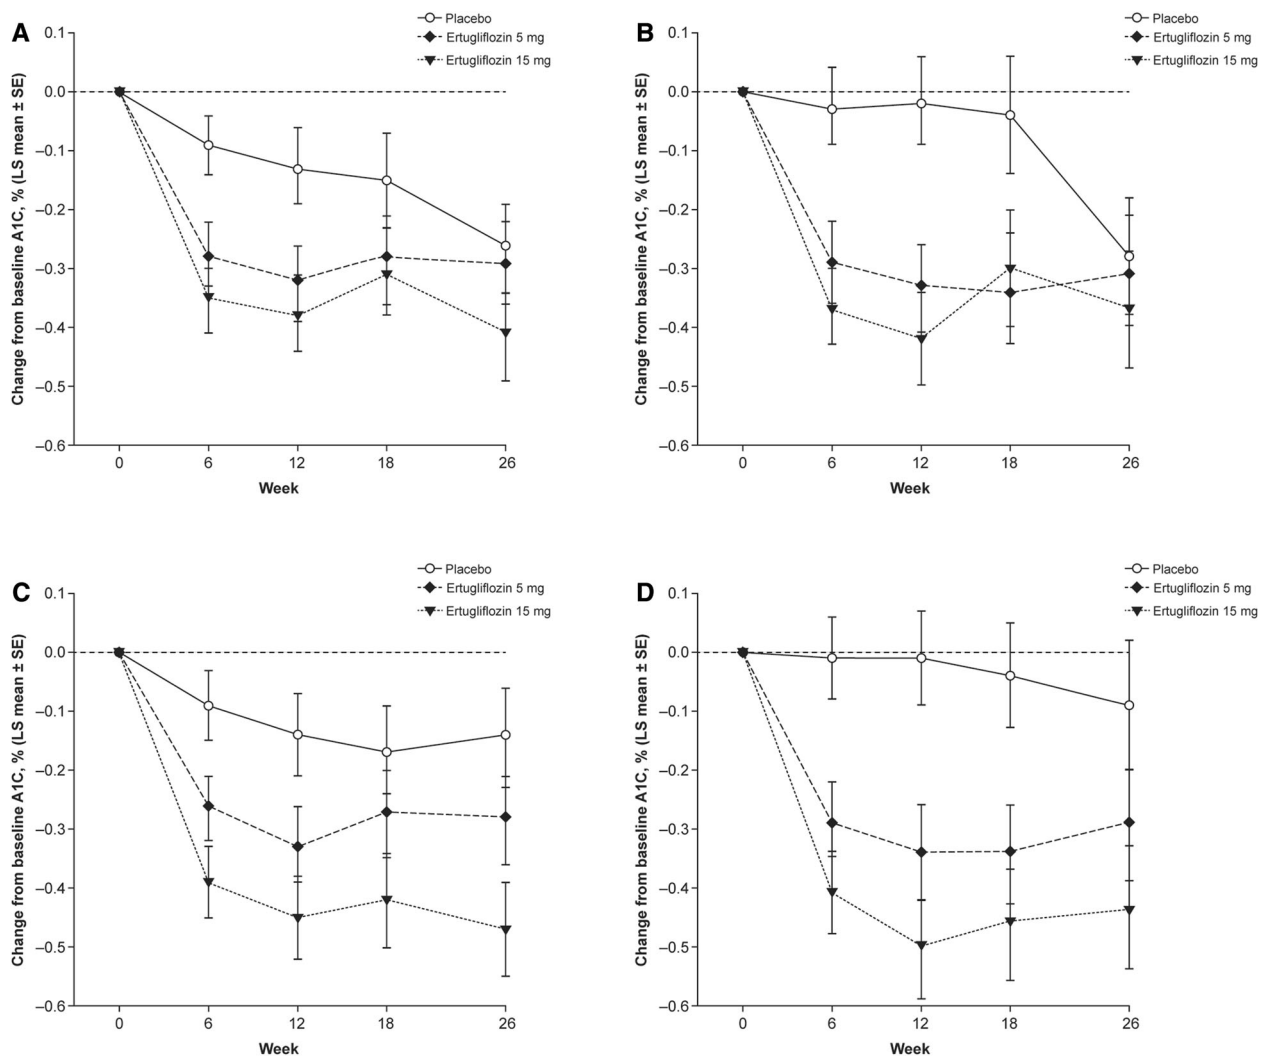 A
Placebo
Ertugliflozin 5 mg
Ertugliflozin 15 mg
Change from baseline A1C, % (LS mean ± SE)
0.1
0.0
–0.1
–0.2
–0.3
–0.4
–0.5
–0.6
0 6 12 18 26
Week
B
Placebo
Ertugliflozin 5 mg
Ertugliflozin 15 mg
Change from baseline A1C, % (LS mean ± SE)
0.1
0.0
–0.1
–0.2
–0.3
–0.4
–0.5
–0.6
0 6 12 18 26
Week
C
Placebo
Ertugliflozin 5 mg
Ertugliflozin 15 mg
Change from baseline A1C, % (LS mean ± SE)
0.1
0.0
–0.1
–0.2
–0.3
–0.4
–0.5
–0.6
0 6 12 18 26
Week
D
Placebo
Ertugliflozin 5 mg
Ertugliflozin 15 mg
Change from baseline A1C, % (LS mean ± SE)
0.1
0.0
–0.1
–0.2
–0.3
–0.4
–0.5
–0.6
0 6 12 18 26
Week